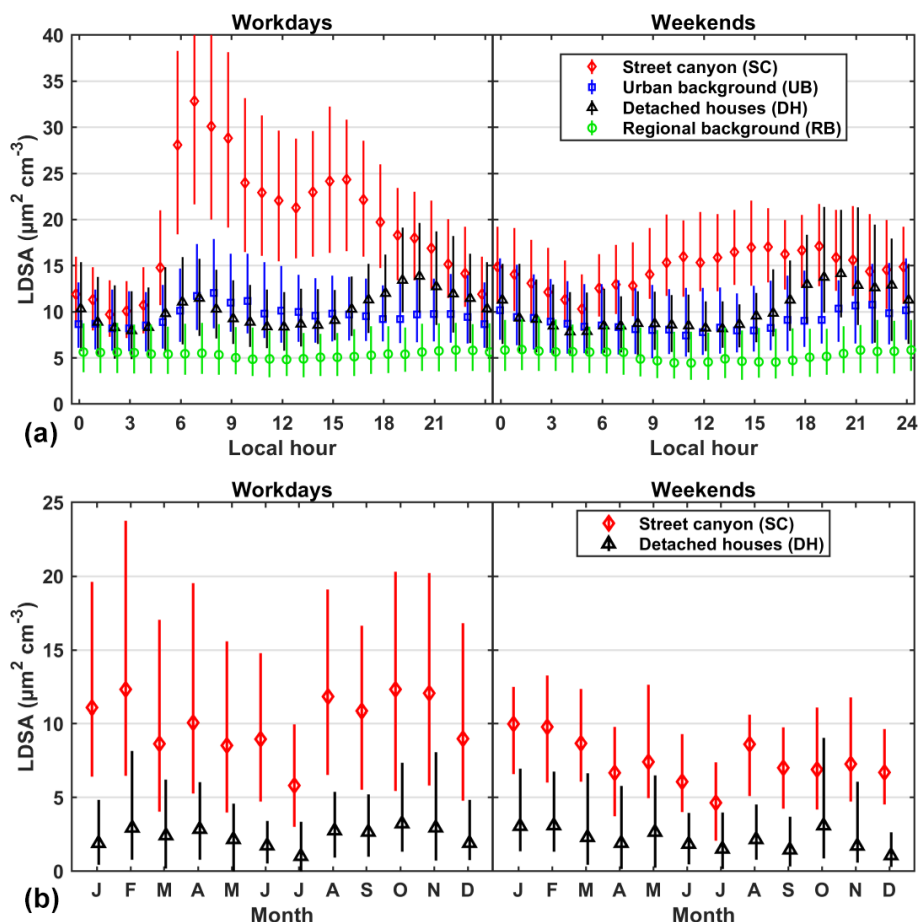 Workdays Weekends
40
35
30
25
20
15
10
5
0
LDSA (µm² cm⁻³)
Street canyon (SC)
Urban background (UB)
Detached houses (DH)
Regional background (RB)
0 3 6 9 12 15 18 21 0 3 6 9 12 15 18 21 24
(a) Local hour Local hour
Workdays Weekends
25
20
15
10
5
0
LDSA (µm² cm⁻³)
Street canyon (SC)
Detached houses (DH)
J F M A M J J A S O N D J F M A M J J A S O N D
(b) Month Month